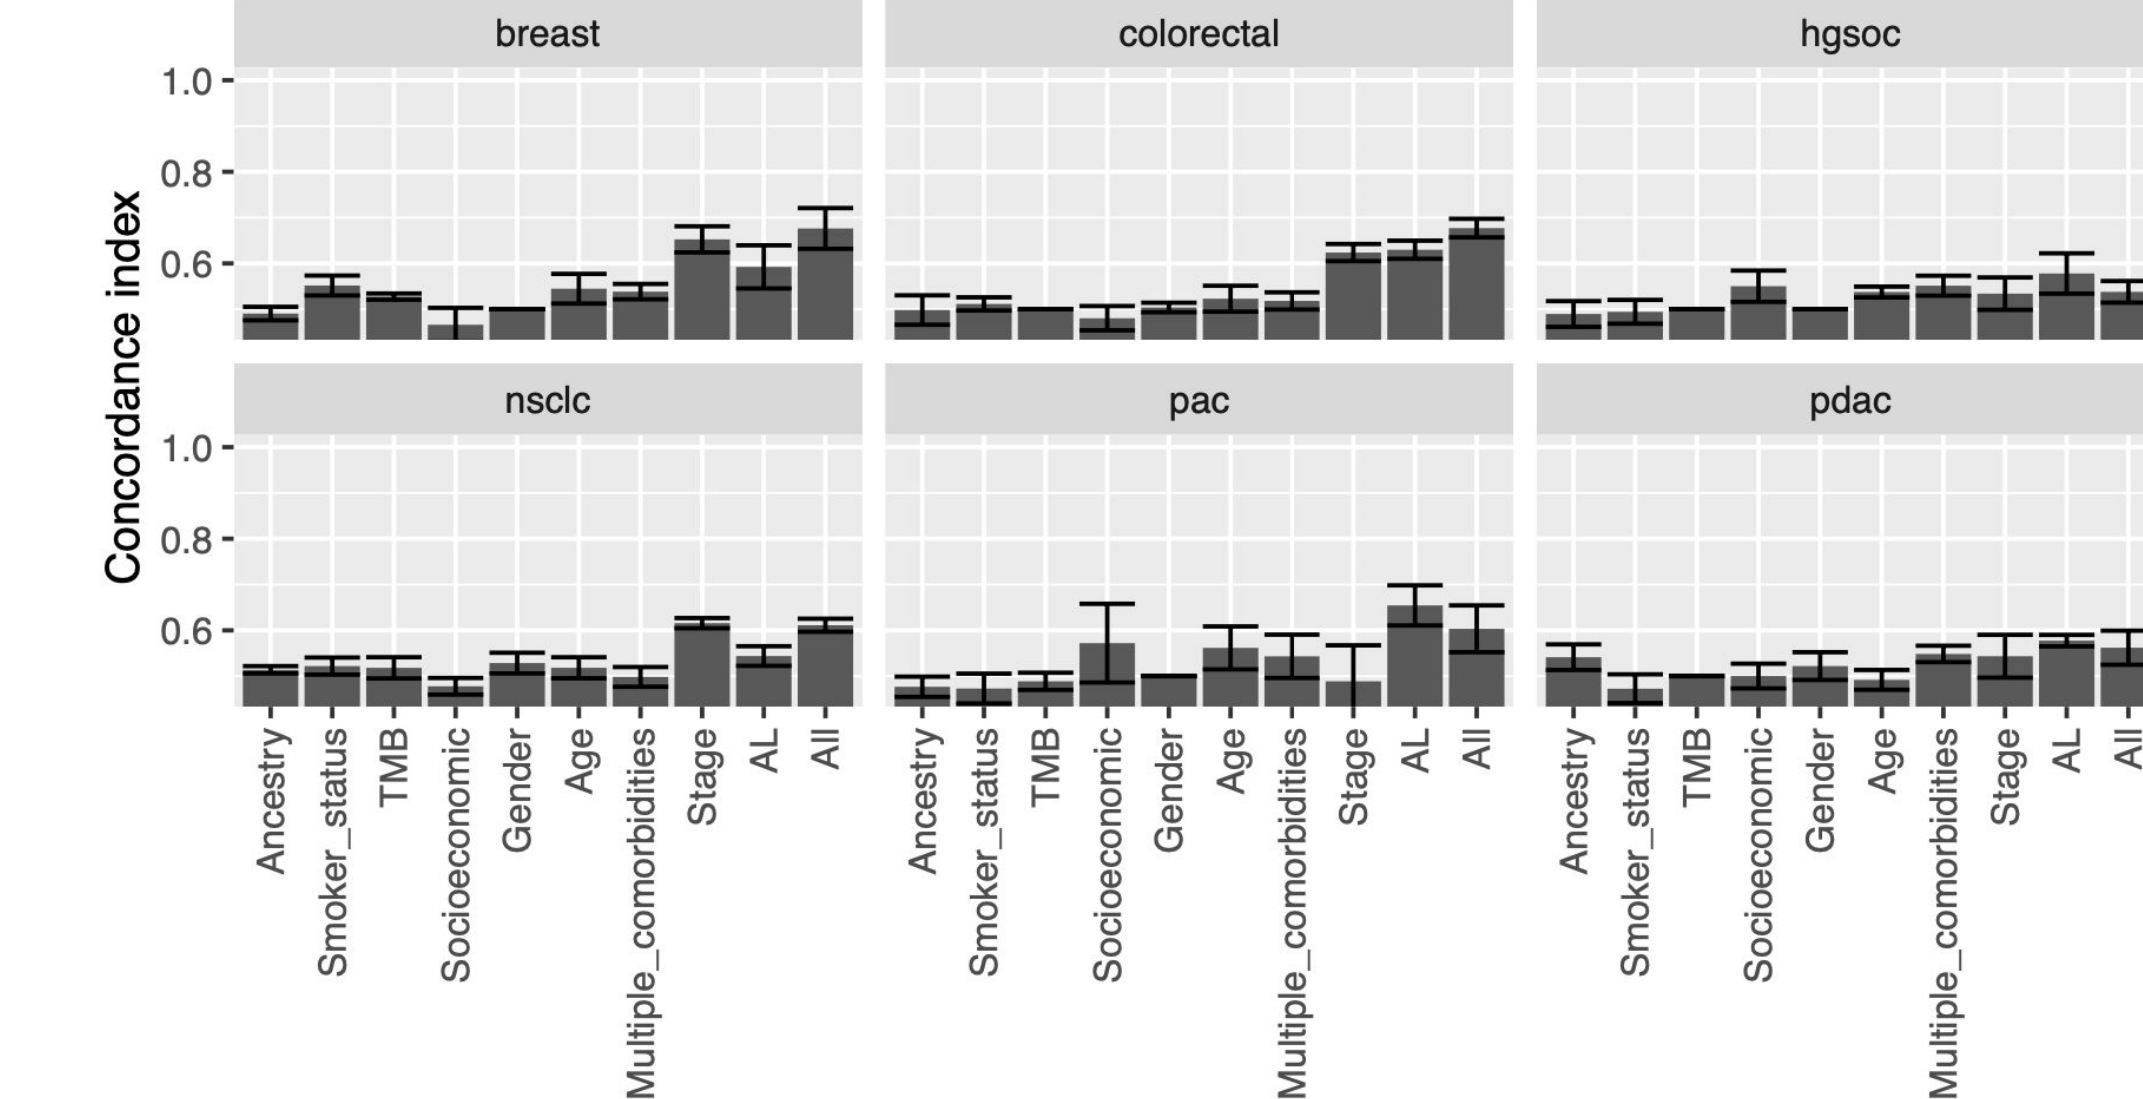 breast colorectal hgsoc
1.0
0.8
0.6
Concordance index
nsclc pac pdac
1.0
0.8
0.6
Ancestry Smoker_status TMB Socioeconomic Gender Age Multiple_comorbidities Stage AL All
Ancestry Smoker_status TMB Socioeconomic Gender Age Multiple_comorbidities Stage AL All
Ancestry Smoker_status TMB Socioeconomic Gender Age Multiple_comorbidities Stage AL All